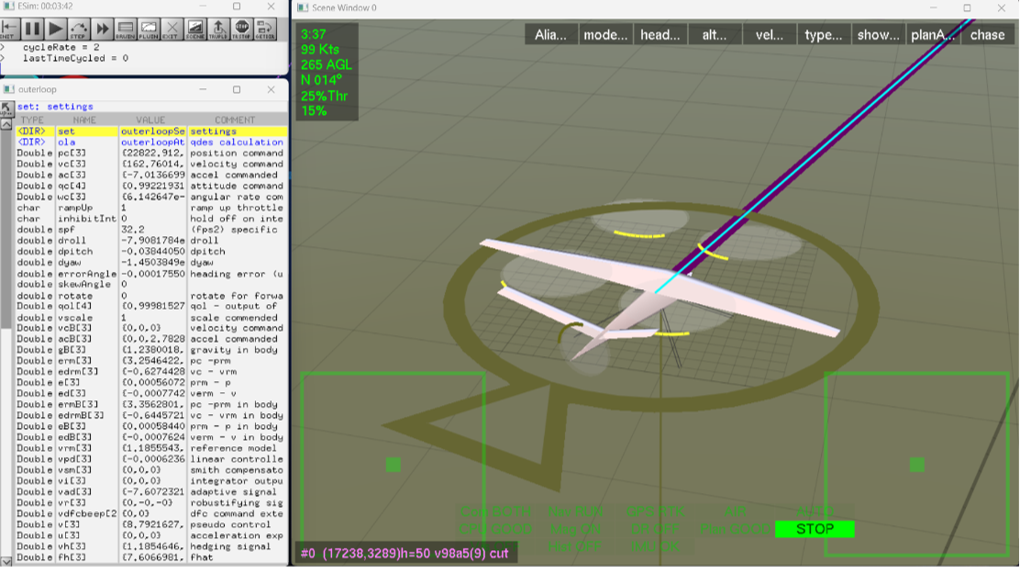 ESim: 00:03:42
INIT
STEP
EXIT
> cycleRate = 2
> lastTimeCycled = 0
outerloop
set: settings
TYPE NAME VALUE COMMENT
<DIR> set outerloopSe settings
<DIR> ola outerloopAt qdes calculation
Double pc[3] {22822.912, position command
Double vc[3] {162.76014, velocity command
Double ac[3] {-7.0136699 accel commanded
Double qc[4] {0.99221931 attitude command
Double wc[3] {6.142647e- angular rate com
char rampUp 1 ramp up throttle
char inhibitInt 0 hold off on inte
double spf 32.2 (fps2) specific
double droll -7.9081784e droll
double dpitch -0.03844050 dpitch
double dyaw -1.4503849e dyaw
double errorAngle -0.00017550 heading error (u
double skewAngle 0
double rotate 0 rotate for forwa
Double qol[4] {0.99981527 qol - output of
double vscale 1 scale commended
Double vcB[3] {0,0,0} velocity command
Double acB[3] {0,0,2.7828 accel commanded
Double gB[3] {1.2380018, gravity in body
Double erm[3] {3.2546422, pc -prm
Double edrm[3] {-0.6274428 vc - vrm
Double e[3] {0.00056072 prm - p
Double ed[3] {-0.0007742 verm - v
Double ermB[3] {3.3562801, pc -prm in body
Double edrmB[3] {-0.6445721 vc - vrm in body
Double eB[3] {0.00058440 prm - p in body
Double edB[3] {-0.0007624 verm - v in body
Double vrm[3] {1.1855543, reference model
Double vpd[3] {-0.0006236 linear controlle
Double vsm[3] {0,0,0} smith compensato
Double vi[3] {0,0,0} integrator outpu
Double vad[3] {-7.6072321 adaptive signal
Double vr[3] {0,-0,-0} robustifying sig
Double vdfcbeep[2 {0,0} dfc command exte
Double v[3] {8.7921627, pseudo control
Double u[3] {0,0,0} acceleration exp
Double vh[3] {1.1854646, hedging signal
Double fh[3] {7.6066981, fhat
Scene Window 0
Alia... mode... head... alt... vel... type... show... planA... chase
3:37
99 Kts
265 AGL
N 014°
25%Thr
15%
STOP
#0 (17238,3289)h=50 v98a5(9) cut